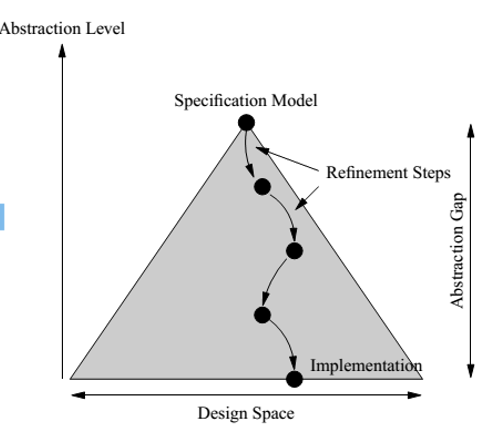 Abstraction Level
Specification Model
Refinement Steps
Abstraction Gap
Implementation
Design Space